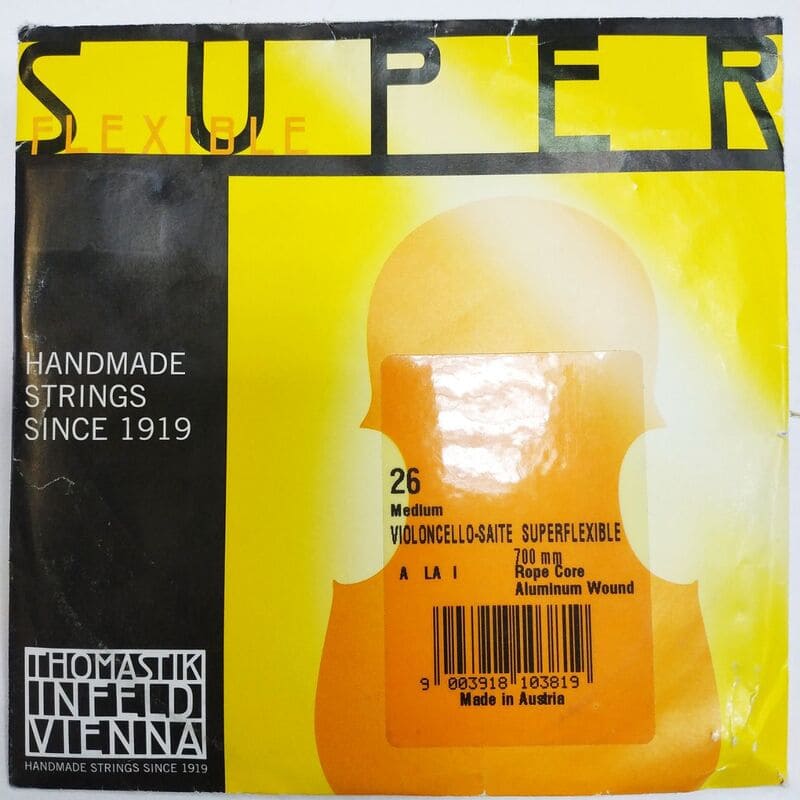 SUPER
FLEXIBLE
HANDMADE
STRINGS
SINCE 1919
26
Medium
VIOLONCELLO-SAITE SUPERFLEXIBLE
700 mm
A LA I Rope Core
Aluminum Wound
9 003918 103819
Made in Austria
THOMASTIK
INFELD
VIENNA
HANDMADE STRINGS SINCE 1919